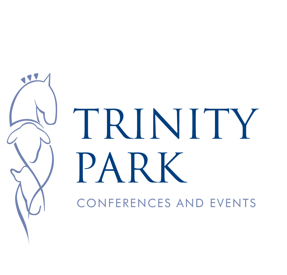 TRINITY
PARK
CONFERENCES AND EVENTS